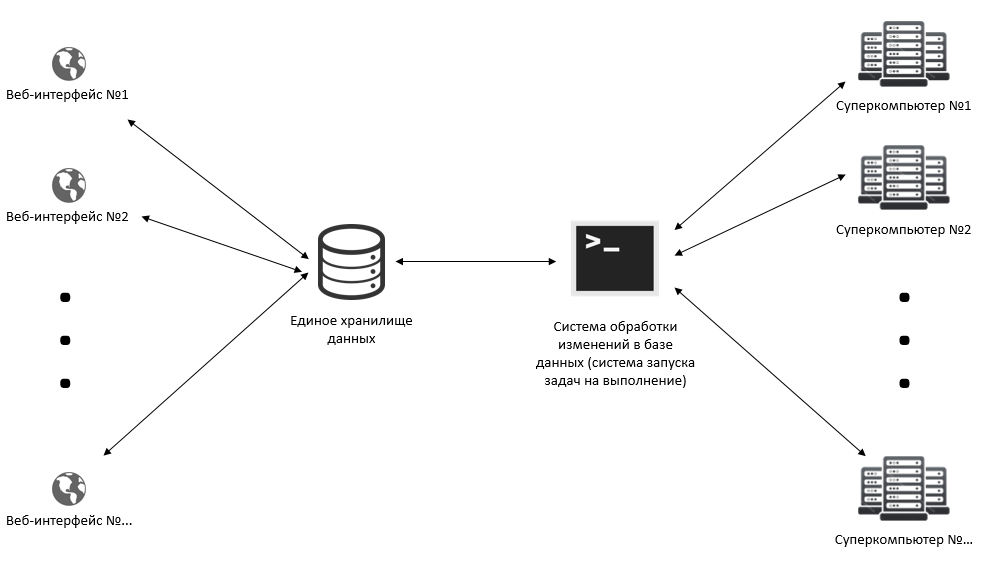 Веб-интерфейс №1
Суперкомпьютер №1
Веб-интерфейс №2
Суперкомпьютер №2
>_
Единое хранилище
данных
Система обработки
изменений в базе
данных (система запуска
задач на выполнение)
Веб-интерфейс №...
Суперкомпьютер №...